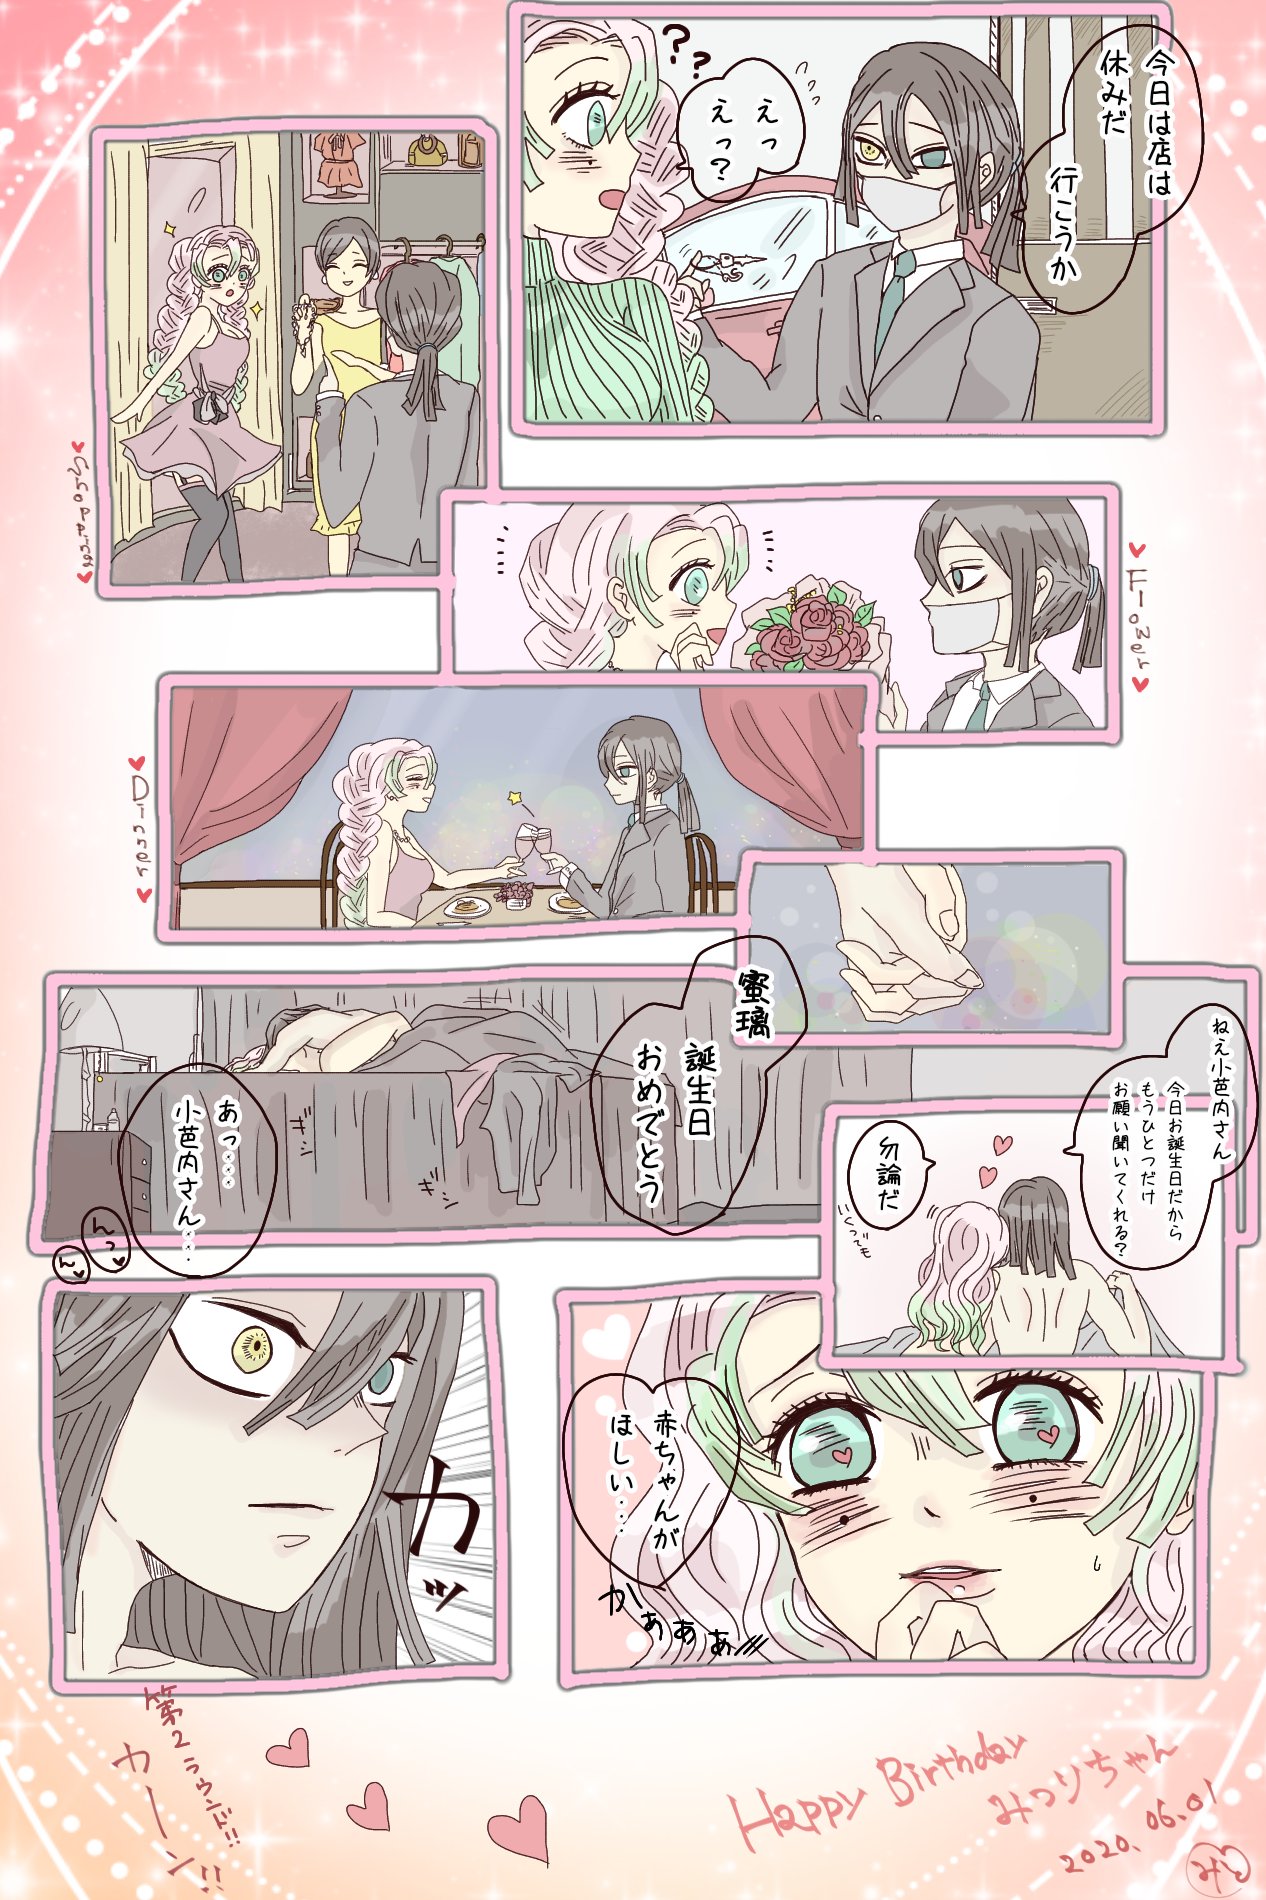 今日は店は
休みだ
行こうか
??
えっ
えっ?
♥Shopping♥
♥Flower♥
♥Dinner♥
蜜璃
誕生日
おめでとう
ギシ
ギシ
あっ・・・
小芭内さん・・・
んっ♥
ん♥
ねえ小芭内さん
今日お誕生日だから
もうひとつだけ
お願い聞いてくれる?
勿論だ
いくつでも
赤ちゃんが
ほしい・・・
かぁぁぁ
カッ
第2ラウンド!!
カーン!!
Happy Birthday
みつりちゃん
2020.06.01